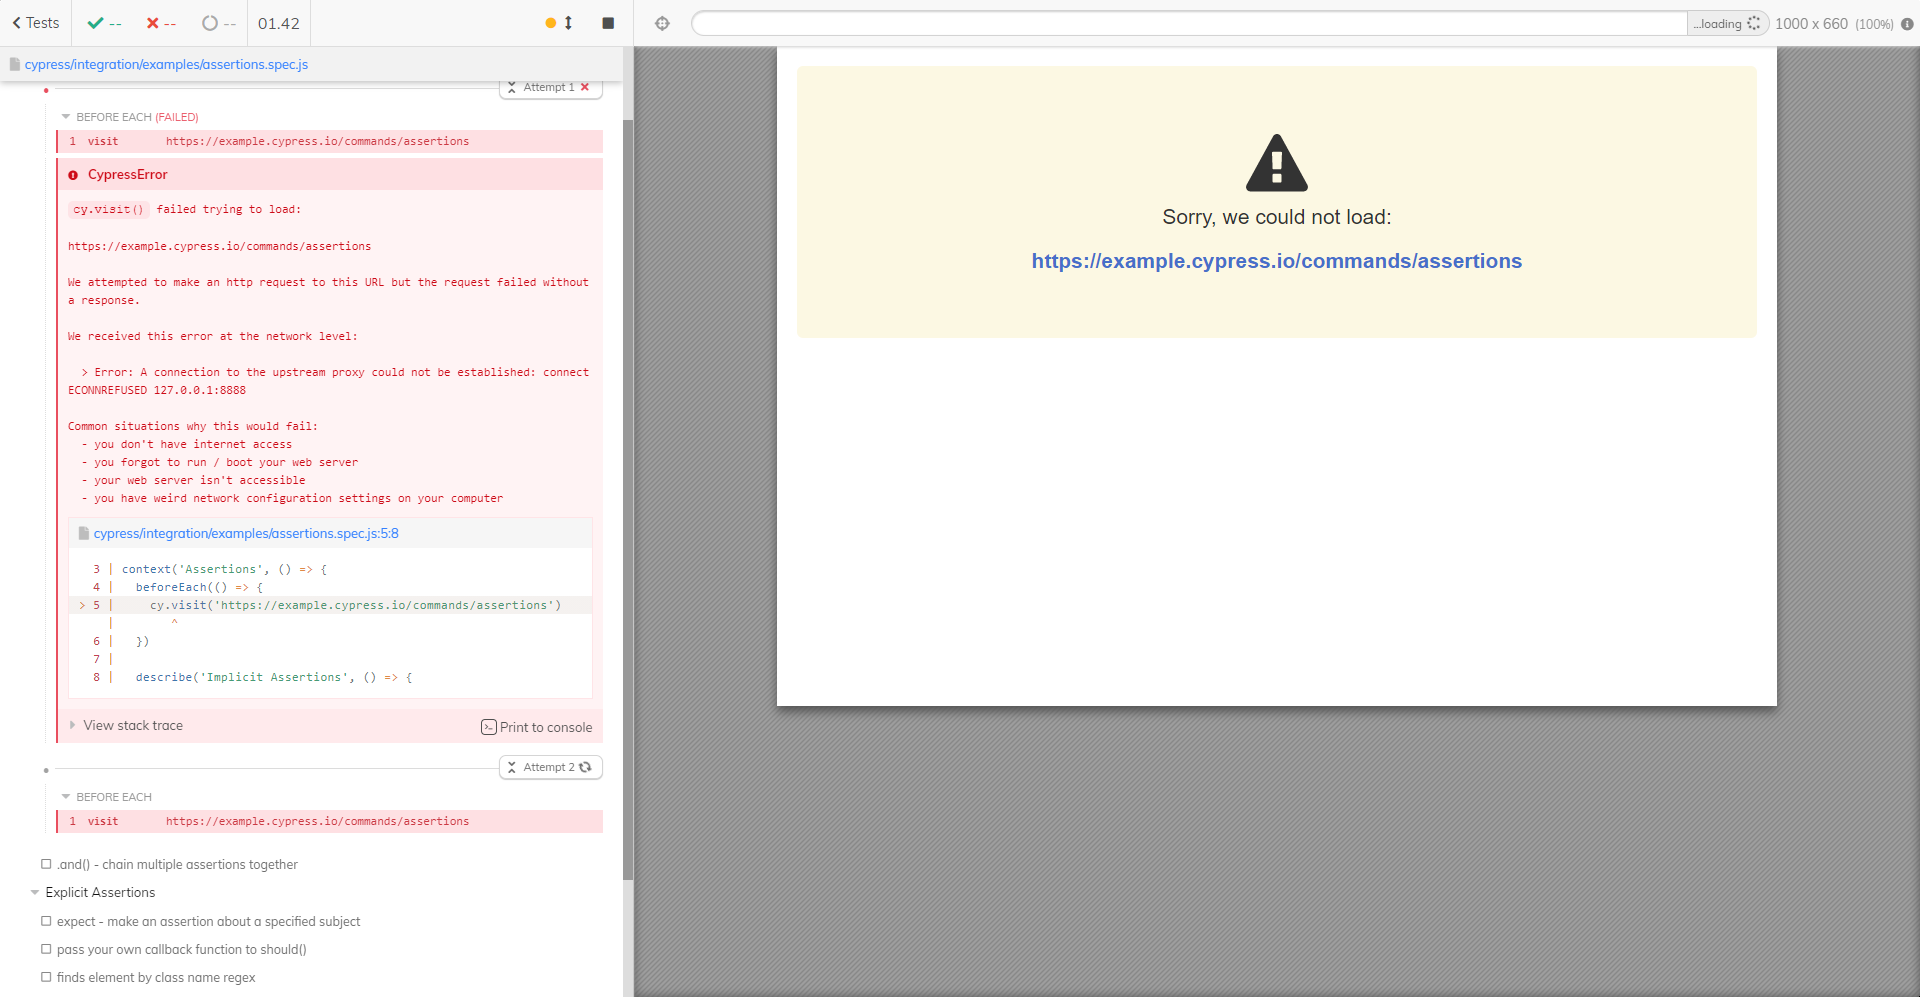 Tests
--
--
--
01.42
...loading
1000 x 660 (100%)
cypress/integration/examples/assertions.spec.js
Attempt 1
BEFORE EACH (FAILED)
1 visit https://example.cypress.io/commands/assertions
CypressError
cy.visit() failed trying to load:
https://example.cypress.io/commands/assertions
We attempted to make an http request to this URL but the request failed without
a response.
We received this error at the network level:
> Error: A connection to the upstream proxy could not be established: connect
ECONNREFUSED 127.0.0.1:8888
Common situations why this would fail:
- you don't have internet access
- you forgot to run / boot your web server
- your web server isn't accessible
- you have weird network configuration settings on your computer
cypress/integration/examples/assertions.spec.js:5:8
3 | context('Assertions', () => {
4 | beforeEach(() => {
> 5 | cy.visit('https://example.cypress.io/commands/assertions')
| ^
6 | })
7 |
8 | describe('Implicit Assertions', () => {
View stack trace
Print to console
Attempt 2
BEFORE EACH
1 visit https://example.cypress.io/commands/assertions
.and() - chain multiple assertions together
Explicit Assertions
expect - make an assertion about a specified subject
pass your own callback function to should()
finds element by class name regex
Sorry, we could not load:
https://example.cypress.io/commands/assertions